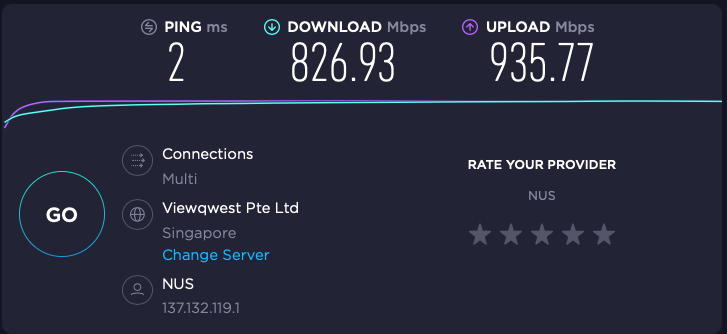 PING ms
2
DOWNLOAD Mbps
826.93
UPLOAD Mbps
935.77
GO
Connections
Multi
Viewqwest Pte Ltd
Singapore
Change Server
NUS
137.132.119.1
RATE YOUR PROVIDER
NUS